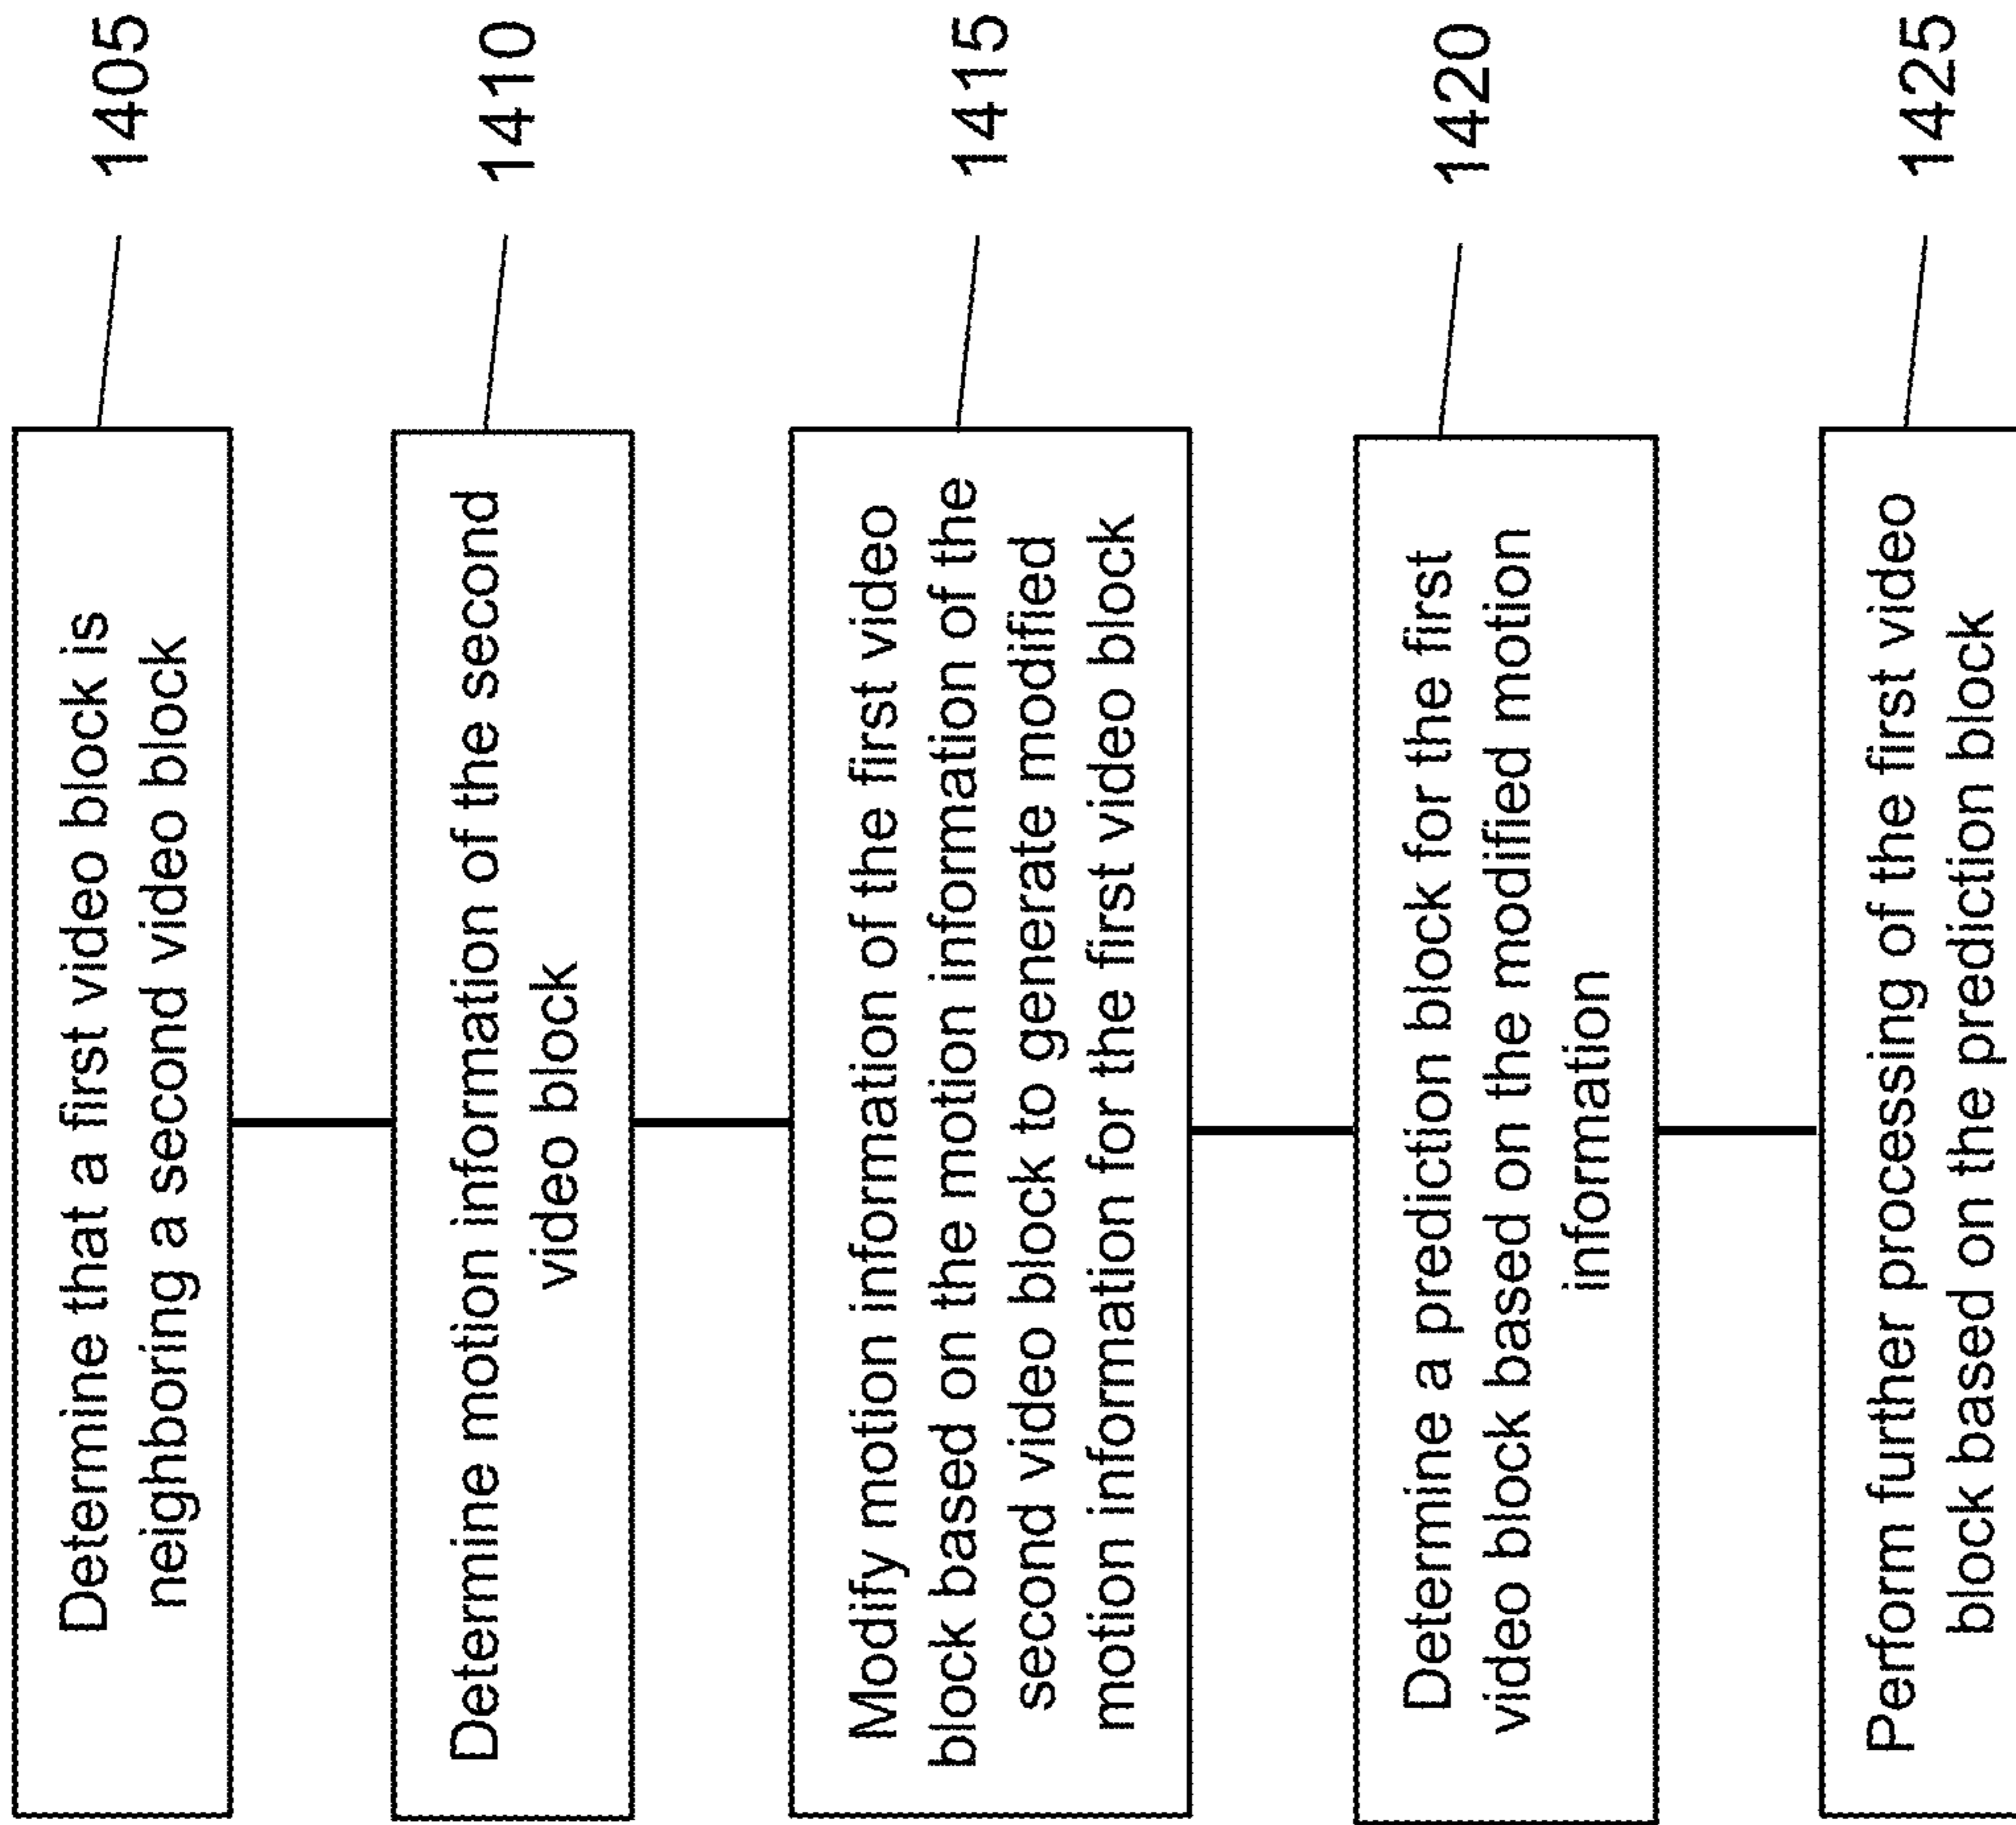 Determine that a first video block is
neighboring a second video block
1405
Determine motion information of the second
video block
1410
Modify motion information of the first video
block based on the motion information of the
second video block to generate modified
motion information for the first video block
1415
Determine a prediction block for the first
video block based on the modified motion
information
1420
Perform further processing of the first video
block based on the prediction block
1425